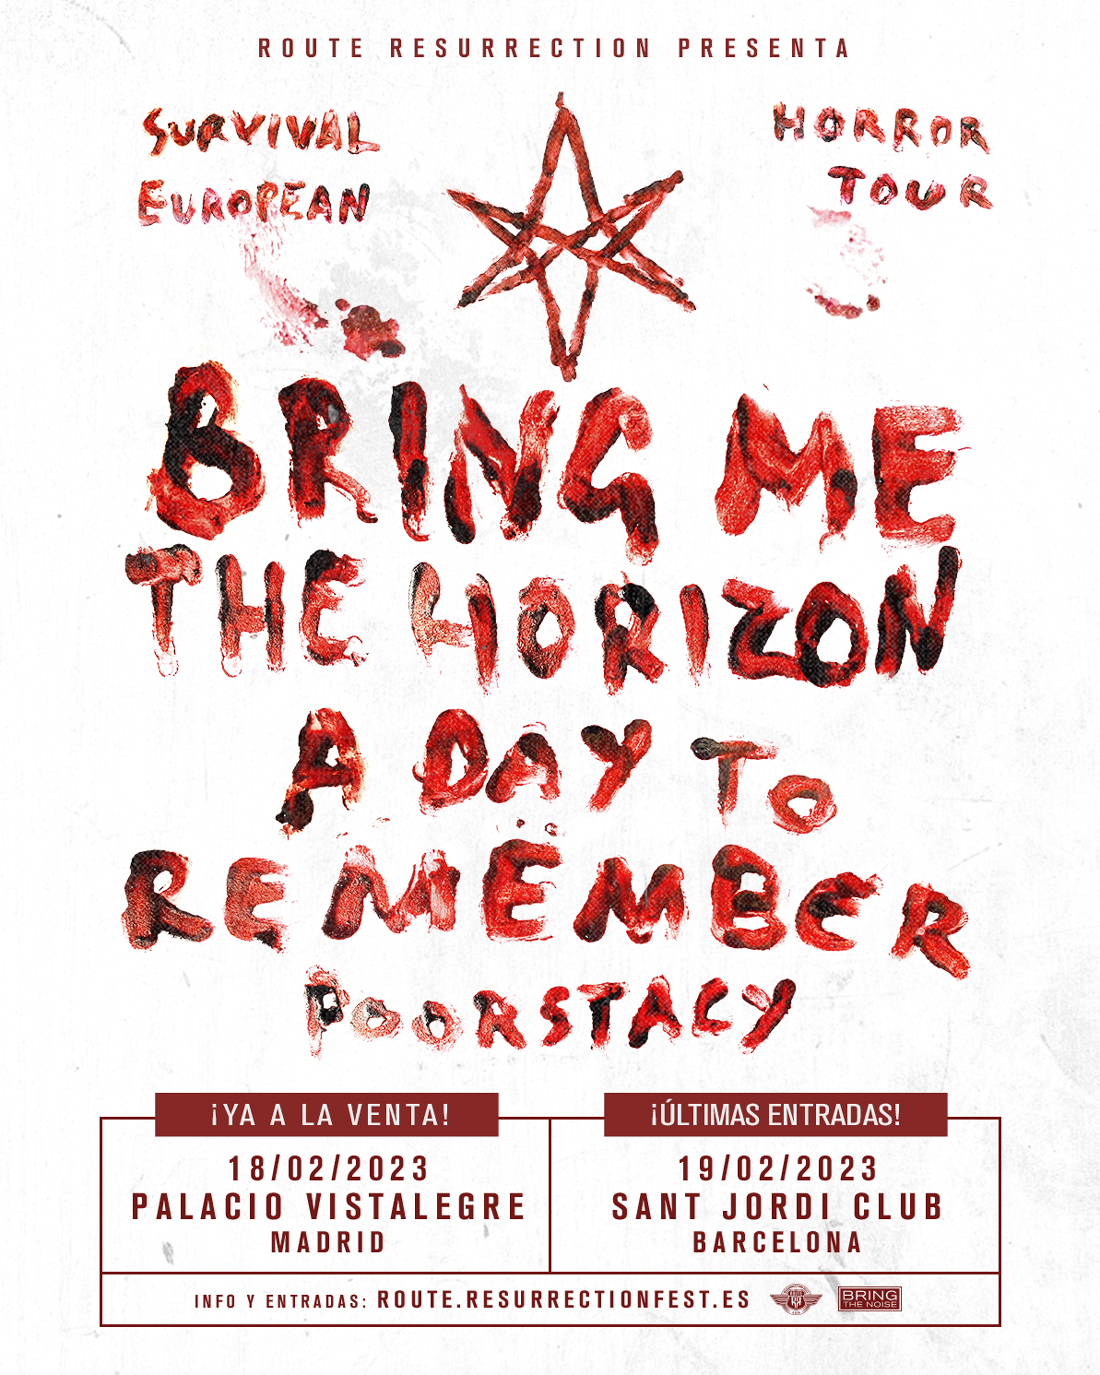 ROUTE RESURRECTION PRESENTA
SURVIVAL HORROR
EUROPEAN TOUR
BRING ME
THE HORIZON
A DAY TO
REMEMBER
POORSTACY
¡YA A LA VENTA!
18/02/2023
PALACIO VISTALEGRE
MADRID
¡ÚLTIMAS ENTRADAS!
19/02/2023
SANT JORDI CLUB
BARCELONA
INFO Y ENTRADAS: ROUTE.RESURRECTIONFEST.ES
BRING
THE NOISE